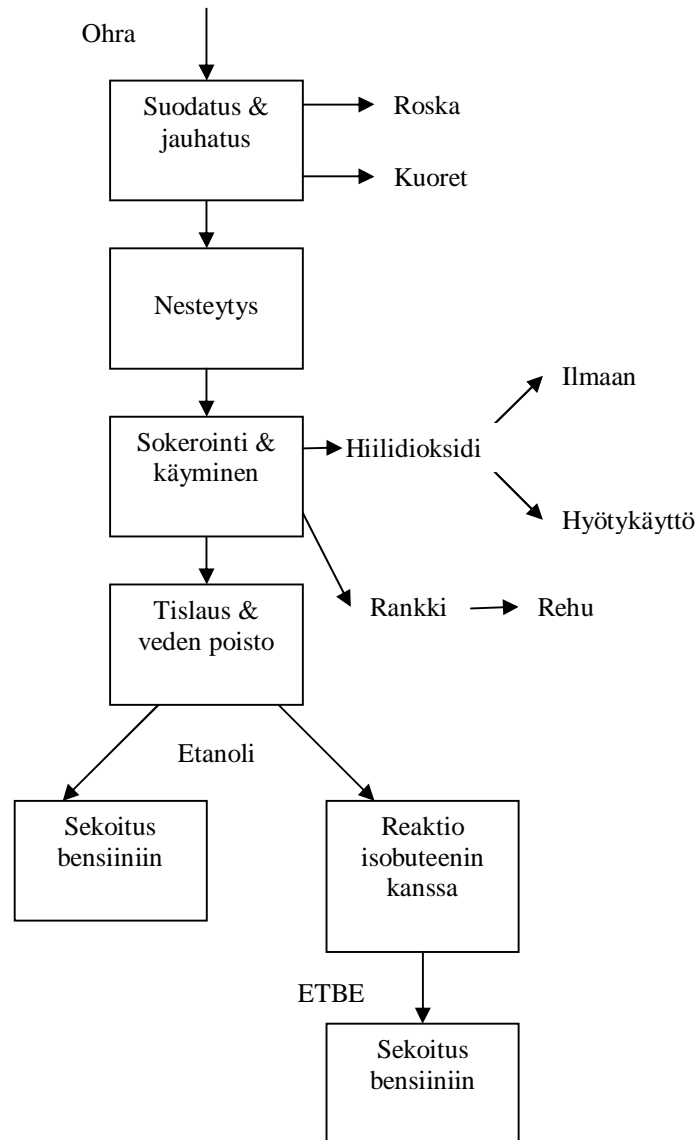 Ohra
Suodatus &
jauhatus
Roska
Kuoret
Nesteytys
Sokerointi &
käyminen
Hiilidioksidi
Ilmaan
Hyötykäyttö
Rankki
Rehu
Tislaus &
veden poisto
Etanoli
Sekoitus
bensiiniin
Reaktio
isobuteenin
kanssa
ETBE
Sekoitus
bensiiniin